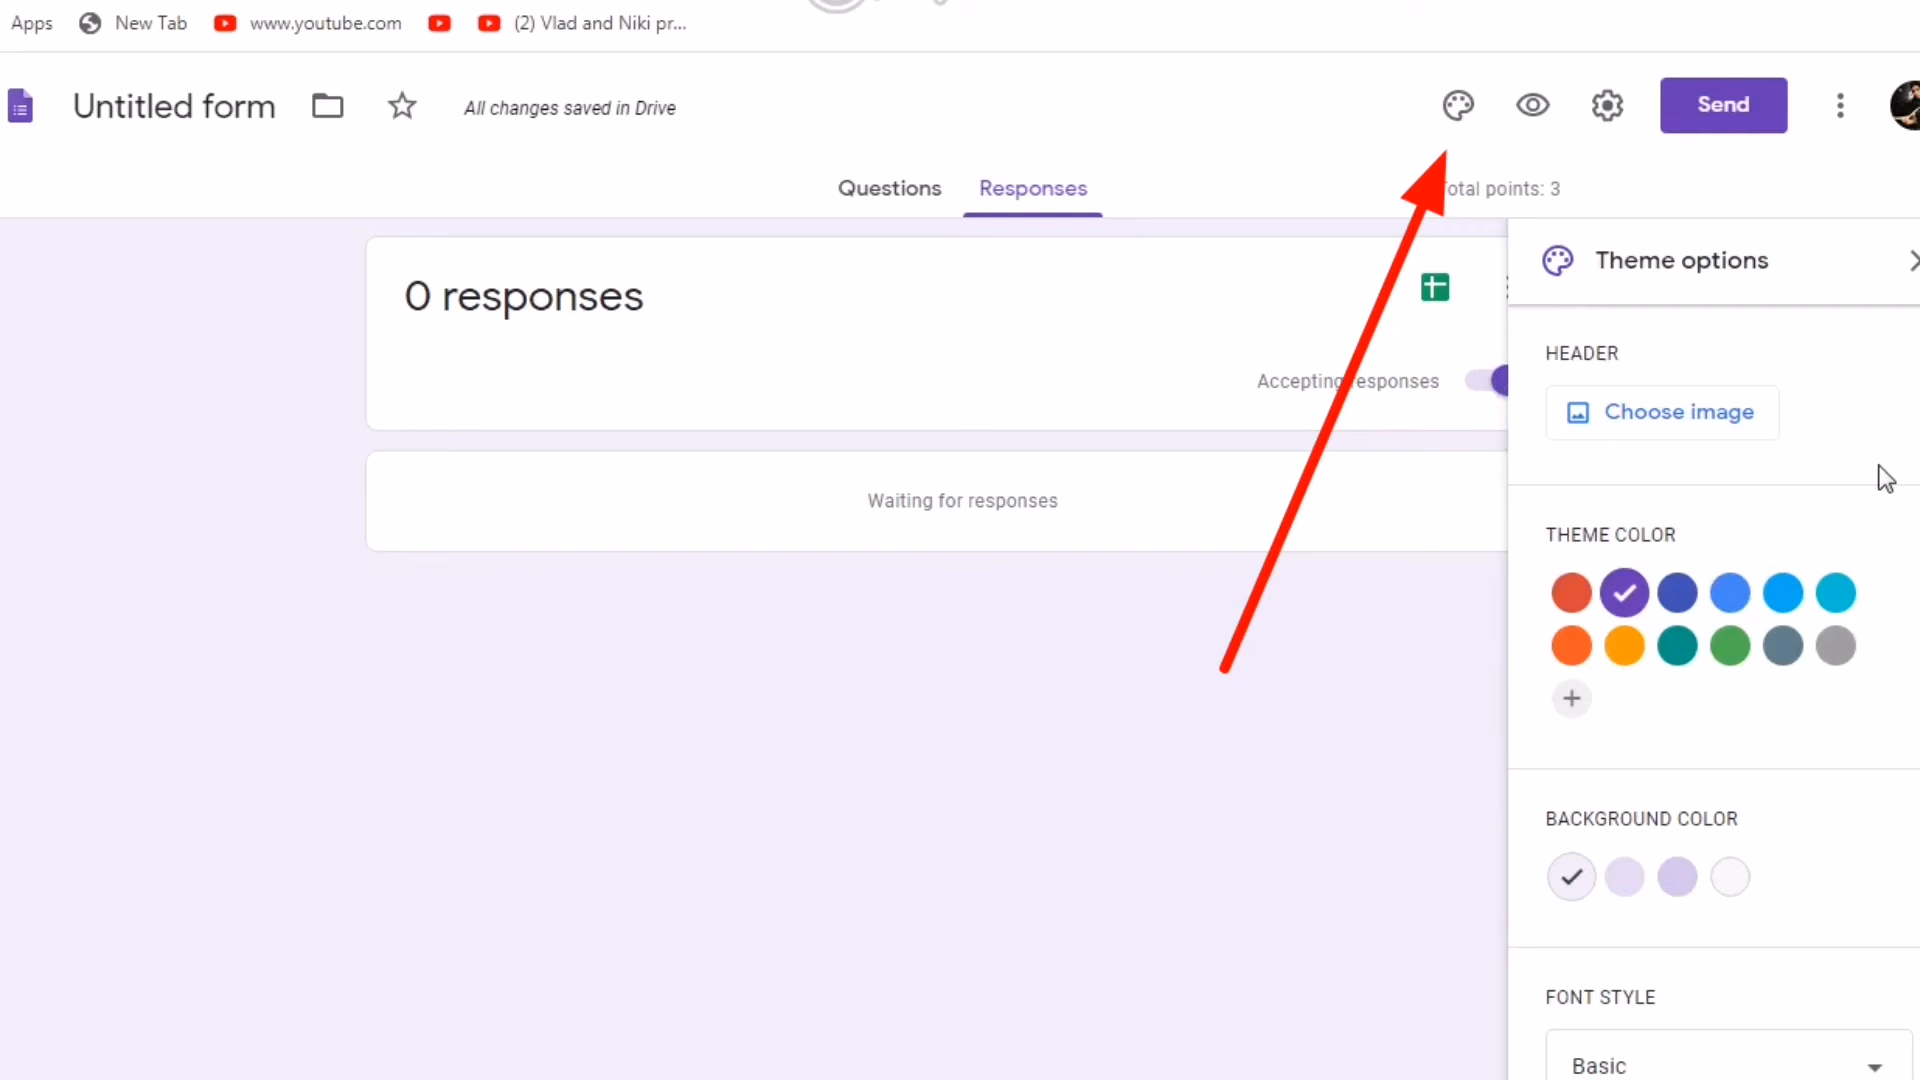 Apps New Tab www.youtube.com (2) Vlad and Niki pr...
Untitled form All changes saved in Drive Send
Questions Responses otal points: 3
Theme options
0 responses
HEADER
Accepting responses
Choose image
Waiting for responses
THEME COLOR
BACKGROUND COLOR
FONT STYLE
Basic